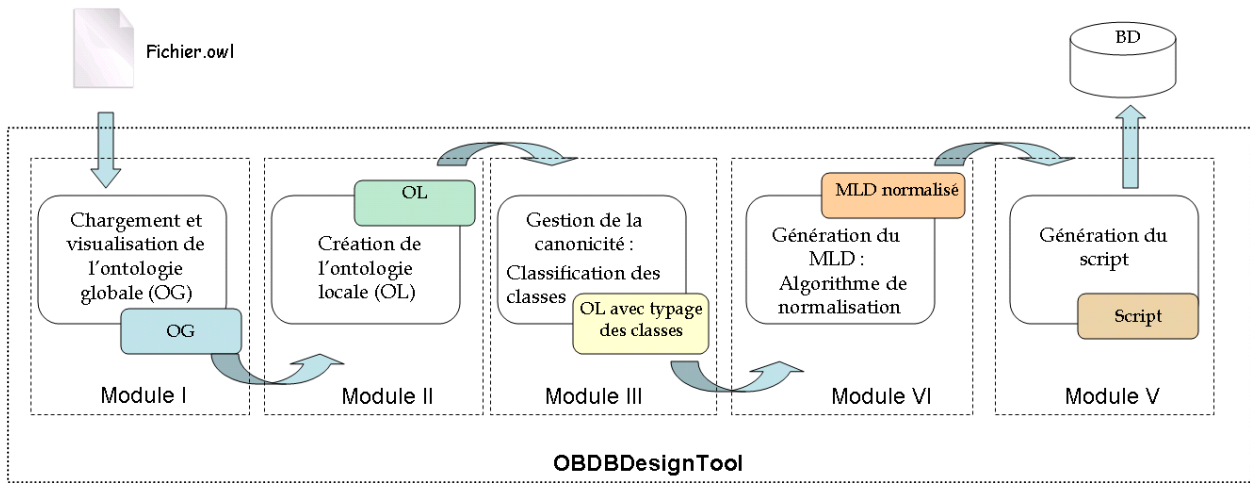 Fichier.owl
BD
Chargement et
visualisation de
l'ontologie
globale (OG)
OG
Module I
OL
Création de
l'ontologie
locale (OL)
Module II
Gestion de la
canonicité :
Classification des
classes
OL avec typage
des classes
Module III
MLD normalisé
Génération du
MLD :
Algorithme de
normalisation
Module VI
Génération du
script
Script
Module V
OBDBDesignTool